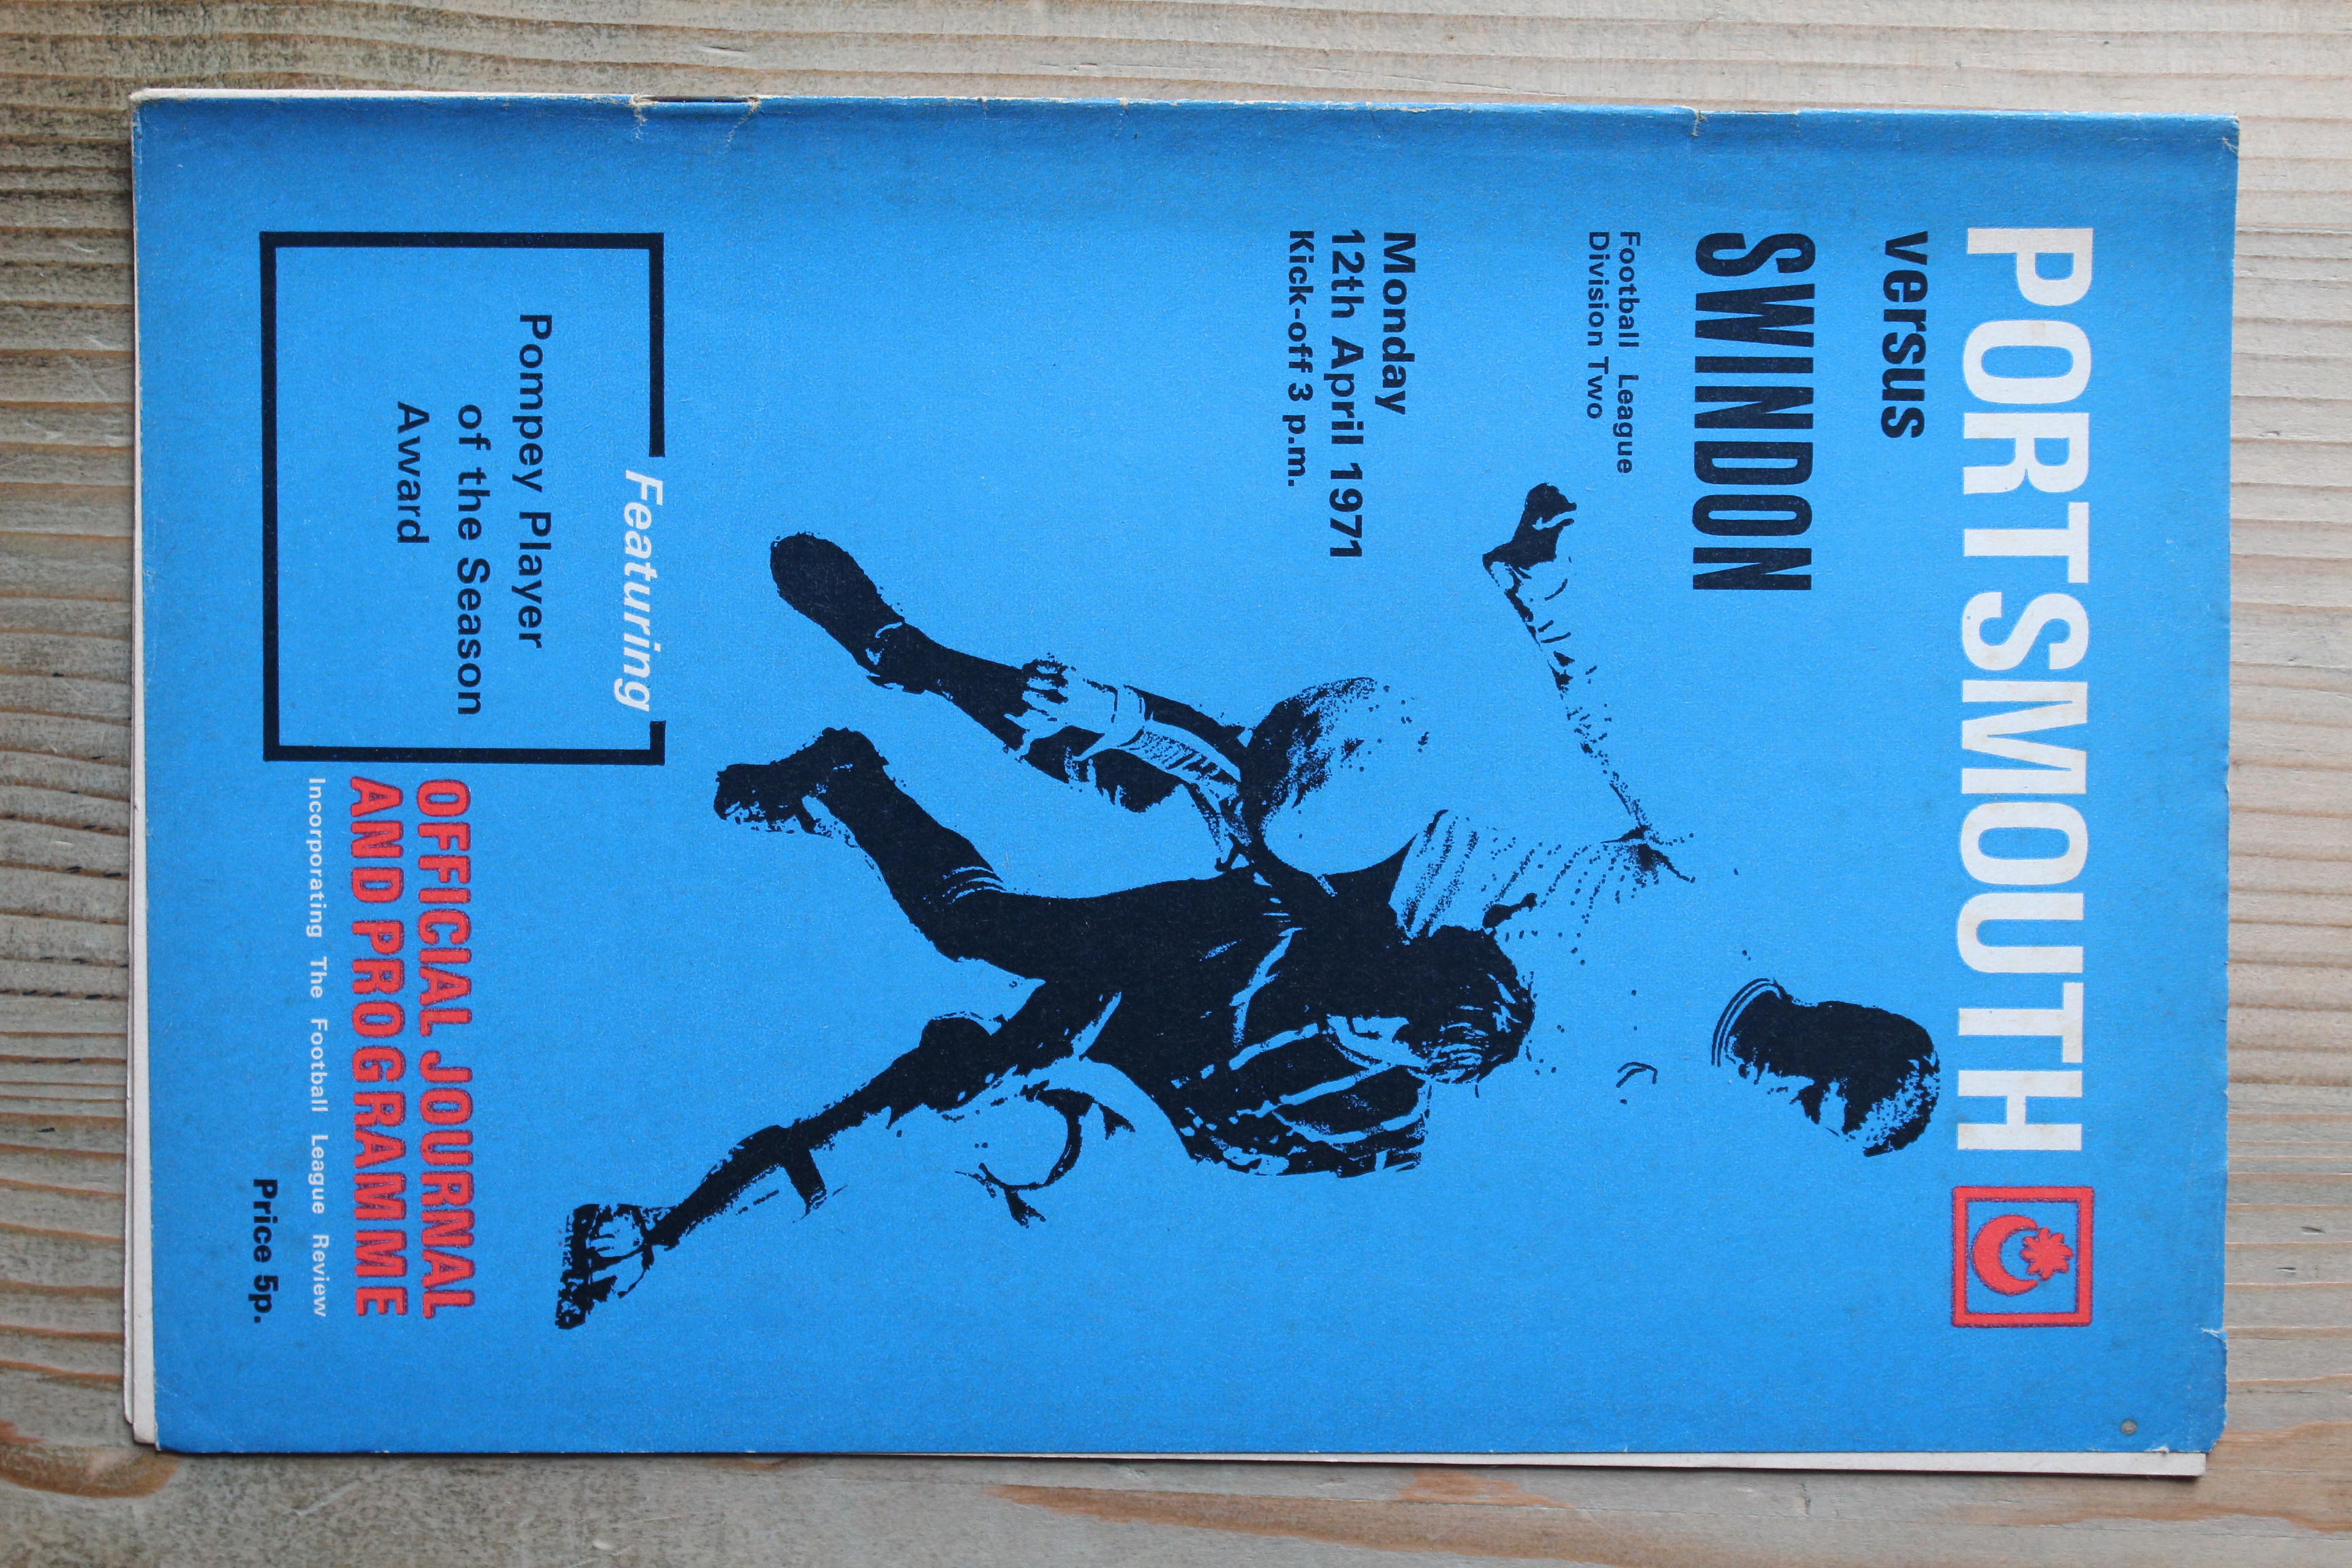 PORTSMOUTH
versus
SWINDON
Football League
Division Two
Monday
12th April 1971
Kick-off 3 p.m.
Featuring
Pompey Player
of the Season
Award
OFFICIAL JOURNAL
AND PROGRAMME
Incorporating The Football League Review
Price 5p.